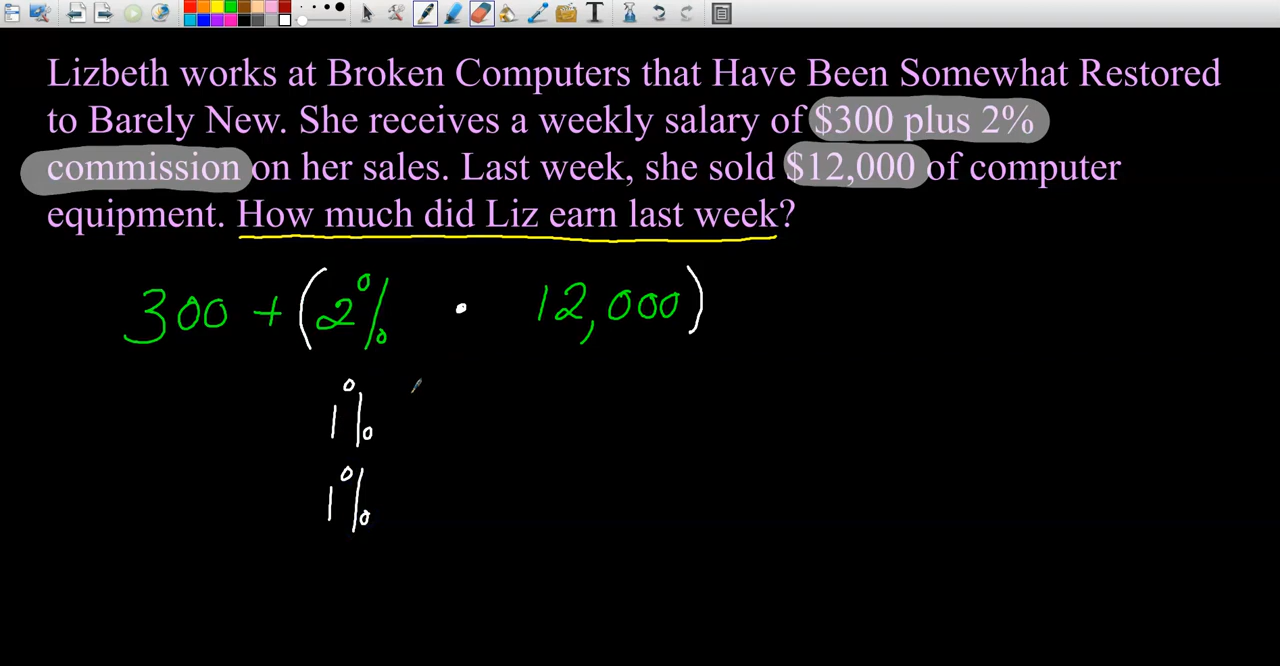 Lizbeth works at Broken Computers that Have Been Somewhat Restored
to Barely New. She receives a weekly salary of $300 plus 2%
commission on her sales. Last week, she sold $12,000 of computer
equipment. How much did Liz earn last week?
300 + (2% · 12,000)
1%
1%